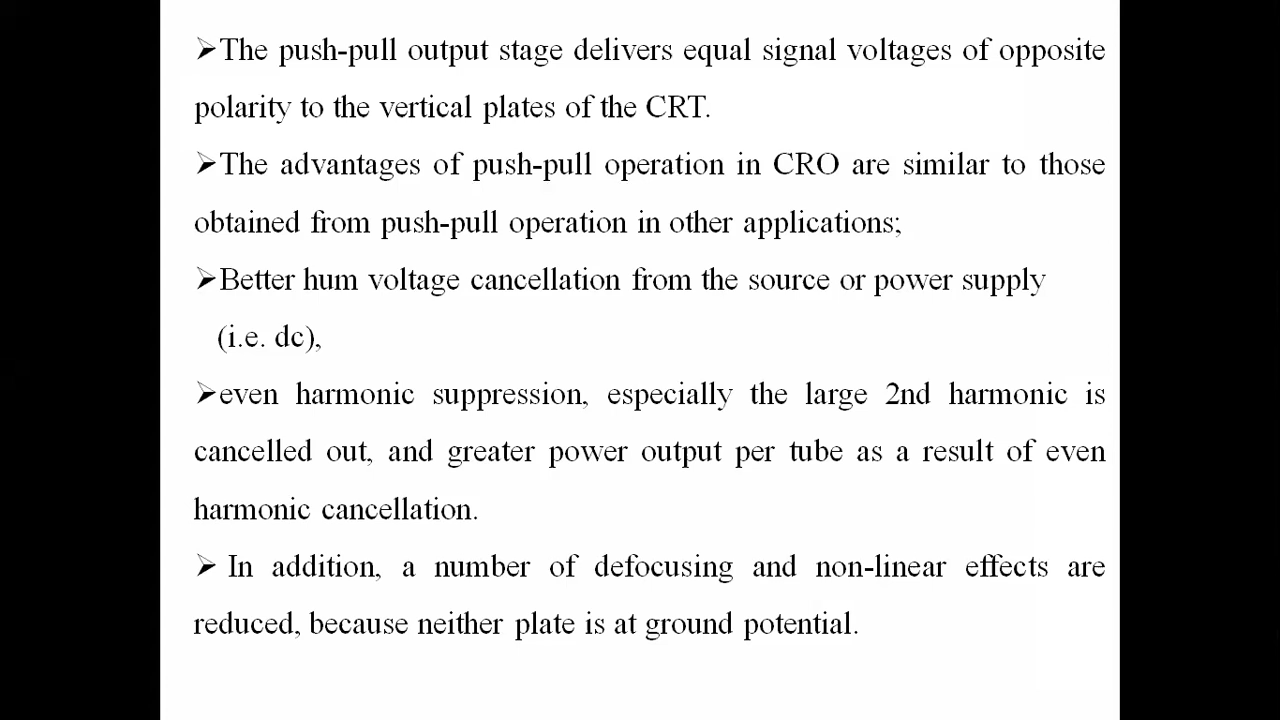 ➢The push-pull output stage delivers equal signal voltages of opposite
polarity to the vertical plates of the CRT.
➢The advantages of push-pull operation in CRO are similar to those
obtained from push-pull operation in other applications;
➢Better hum voltage cancellation from the source or power supply
(i.e. dc),
➢even harmonic suppression, especially the large 2nd harmonic is
cancelled out, and greater power output per tube as a result of even
harmonic cancellation.
➢ In addition, a number of defocusing and non-linear effects are
reduced, because neither plate is at ground potential.